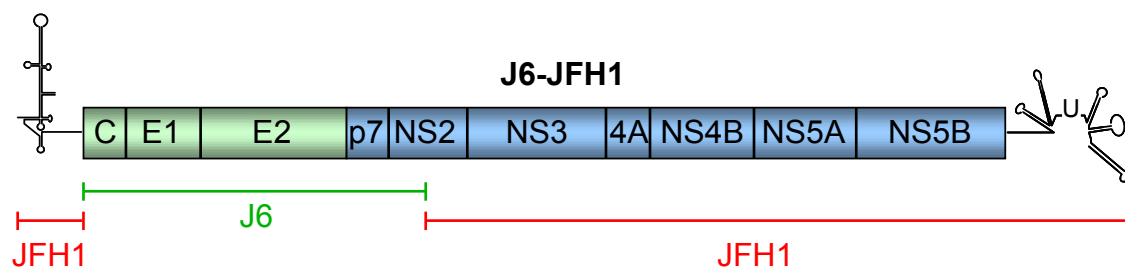 J6-JFH1
C E1 E2 p7 NS2 NS3 4A NS4B NS5A NS5B
U
J6
JFH1 JFH1